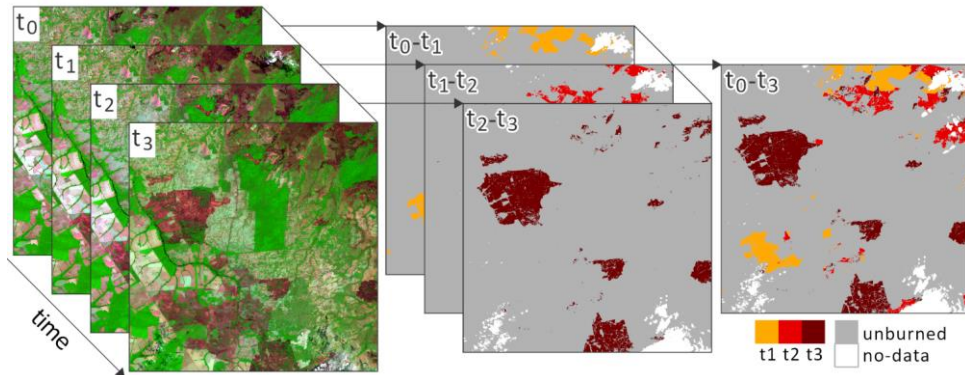 t0
t1
t2
t3
time
t0-t1
t1-t2
t2-t3
t0-t3
t1 t2 t3
unburned
no-data